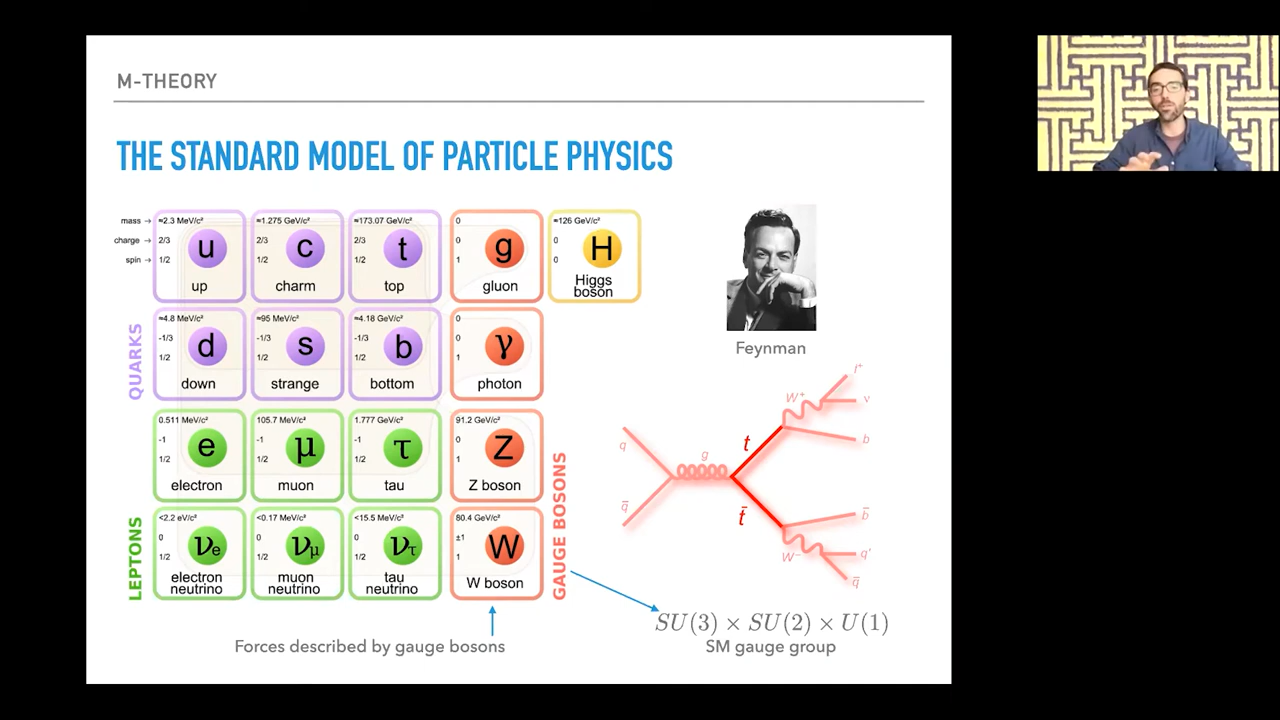 M-THEORY
THE STANDARD MODEL OF PARTICLE PHYSICS
mass → ≈2.3 MeV/c² ≈1.275 GeV/c² ≈173.07 GeV/c² 0 ≈126 GeV/c²
charge → 2/3 2/3 2/3 0 0
spin → 1/2 1/2 1/2 1 0
u c t g H
up charm top gluon Higgs
boson
QUARKS
≈4.8 MeV/c² ≈95 MeV/c² ≈4.18 GeV/c² 0
-1/3 -1/3 -1/3 0
1/2 1/2 1/2 1
d s b γ
down strange bottom photon
0.511 MeV/c² 105.7 MeV/c² 1.777 GeV/c² 91.2 GeV/c²
-1 -1 -1 0
1/2 1/2 1/2 1
e μ τ Z
electron muon tau Z boson
LEPTONS
<2.2 eV/c² <0.17 MeV/c² <15.5 MeV/c² 80.4 GeV/c²
0 0 0 ±1
1/2 1/2 1/2 1
νe νμ ντ W
electron muon tau W boson
neutrino neutrino neutrino
GAUGE BOSONS
Forces described by gauge bosons
Feynman
q
q̄
g
t
t̄
W⁺
l⁺
ν
b
b̄
W⁻
q'
q̄
SU(3) × SU(2) × U(1)
SM gauge group